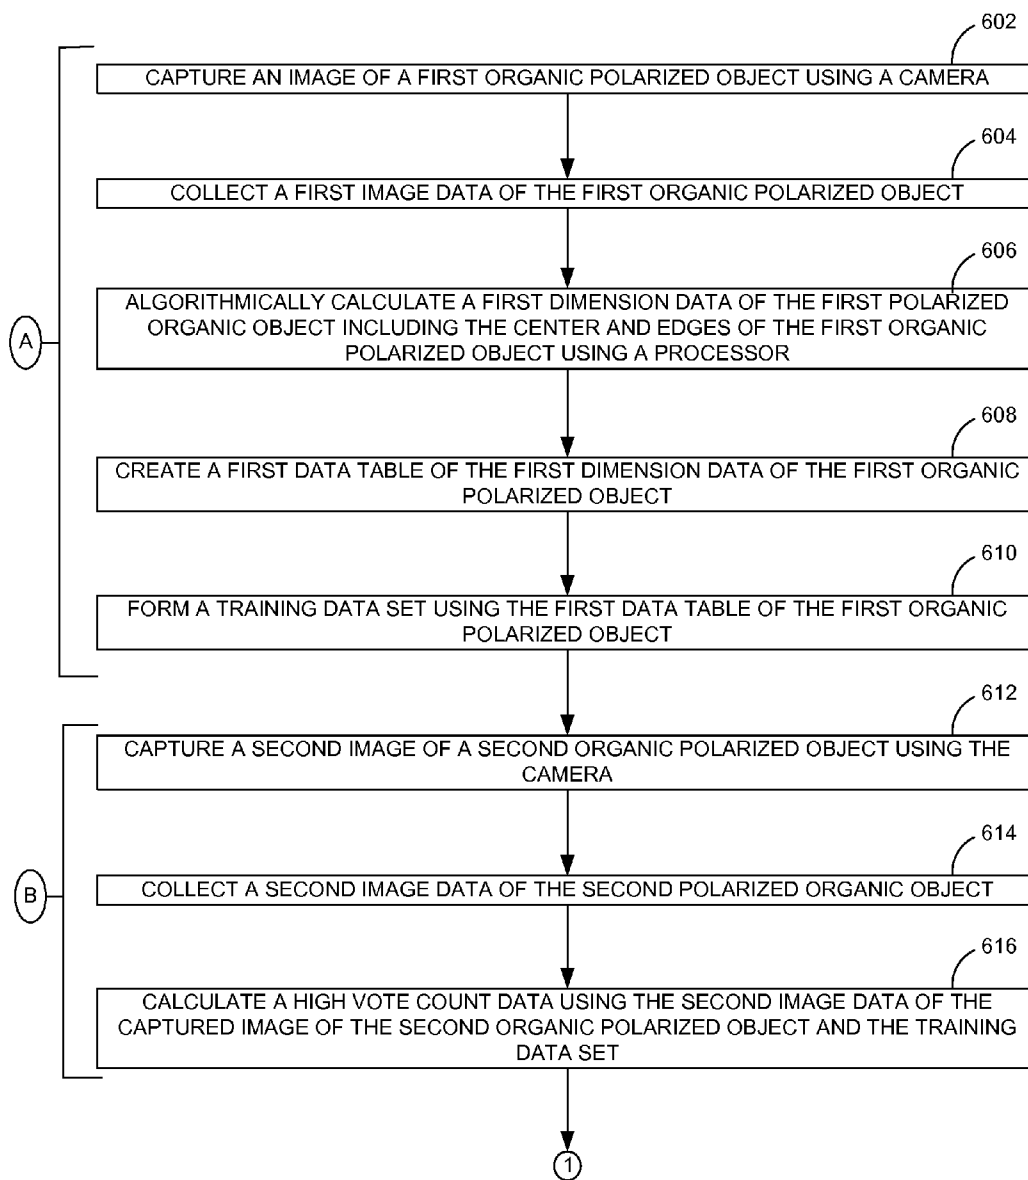 602
CAPTURE AN IMAGE OF A FIRST ORGANIC POLARIZED OBJECT USING A CAMERA
604
COLLECT A FIRST IMAGE DATA OF THE FIRST ORGANIC POLARIZED OBJECT
606
ALGORITHMICALLY CALCULATE A FIRST DIMENSION DATA OF THE FIRST POLARIZED
ORGANIC OBJECT INCLUDING THE CENTER AND EDGES OF THE FIRST ORGANIC
POLARIZED OBJECT USING A PROCESSOR
A
608
CREATE A FIRST DATA TABLE OF THE FIRST DIMENSION DATA OF THE FIRST ORGANIC
POLARIZED OBJECT
610
FORM A TRAINING DATA SET USING THE FIRST DATA TABLE OF THE FIRST ORGANIC
POLARIZED OBJECT
612
CAPTURE A SECOND IMAGE OF A SECOND ORGANIC POLARIZED OBJECT USING THE
CAMERA
614
COLLECT A SECOND IMAGE DATA OF THE SECOND POLARIZED ORGANIC OBJECT
B
616
CALCULATE A HIGH VOTE COUNT DATA USING THE SECOND IMAGE DATA OF THE
CAPTURED IMAGE OF THE SECOND ORGANIC POLARIZED OBJECT AND THE TRAINING
DATA SET
1